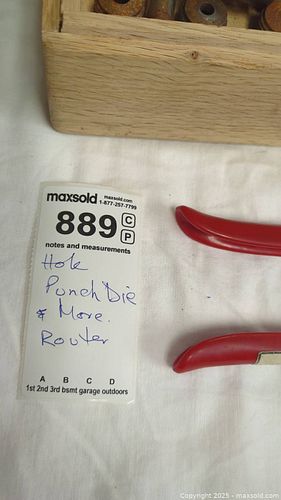 maxsold maxsold.com
1-877-257-7799
889 C
P
notes and measurements
Hole
Punch Die
& More.
Router
A B C D
1st 2nd 3rd bsmt garage outdoors
Copyright © 2025 - maxsold.com